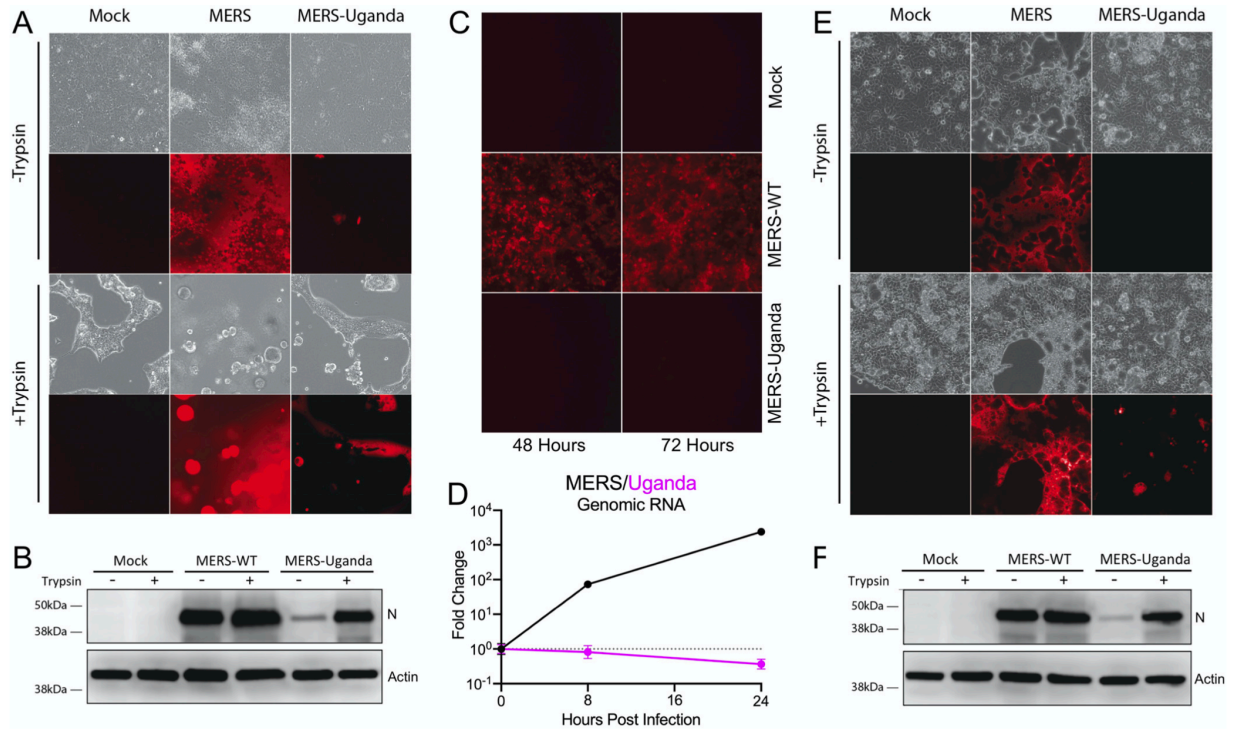 A
Mock MERS MERS-Uganda
-Trypsin
+Trypsin
B
Mock MERS-WT MERS-Uganda
Trypsin - + - + - +
50kDa
38kDa
N
38kDa
Actin
C
Mock
MERS-WT
MERS-Uganda
48 Hours 72 Hours
D
MERS/Uganda
Genomic RNA
Fold Change
10^4
10^3
10^2
10^1
10^0
10^-1
0 8 16 24
Hours Post Infection
E
Mock MERS MERS-Uganda
-Trypsin
+Trypsin
F
Mock MERS-WT MERS-Uganda
Trypsin - + - + - +
50kDa
38kDa
N
38kDa
Actin